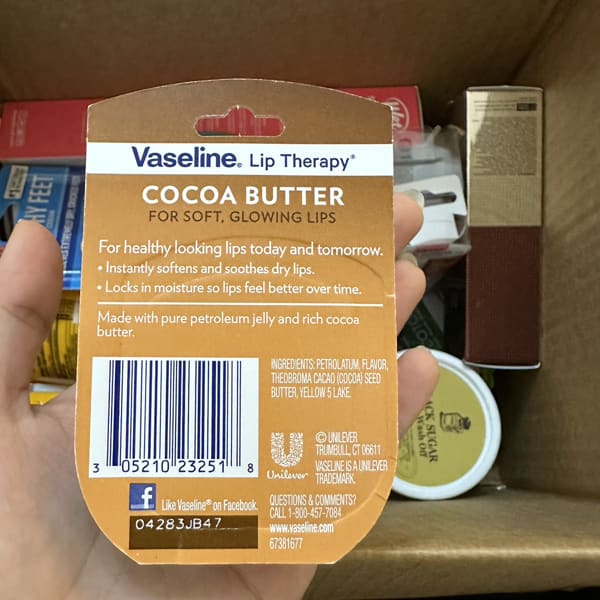 Vaseline® Lip Therapy®
COCOA BUTTER
FOR SOFT, GLOWING LIPS
For healthy looking lips today and tomorrow.
• Instantly softens and soothes dry lips.
• Locks in moisture so lips feel better over time.
Made with pure petroleum jelly and rich cocoa
butter.
INGREDIENTS: PETROLATUM, FLAVOR,
THEOBROMA CACAO (COCOA) SEED
BUTTER, YELLOW 5 LAKE.
3 05210 23251 8
Unilever
© UNILEVER
TRUMBULL, CT 06611
VASELINE IS A UNILEVER
TRADEMARK.
f Like Vaseline® on Facebook.
04283JB47
QUESTIONS & COMMENTS?
CALL 1-800-457-7084
www.vaseline.com
67381677
FEET
SUGAR
Wash Off